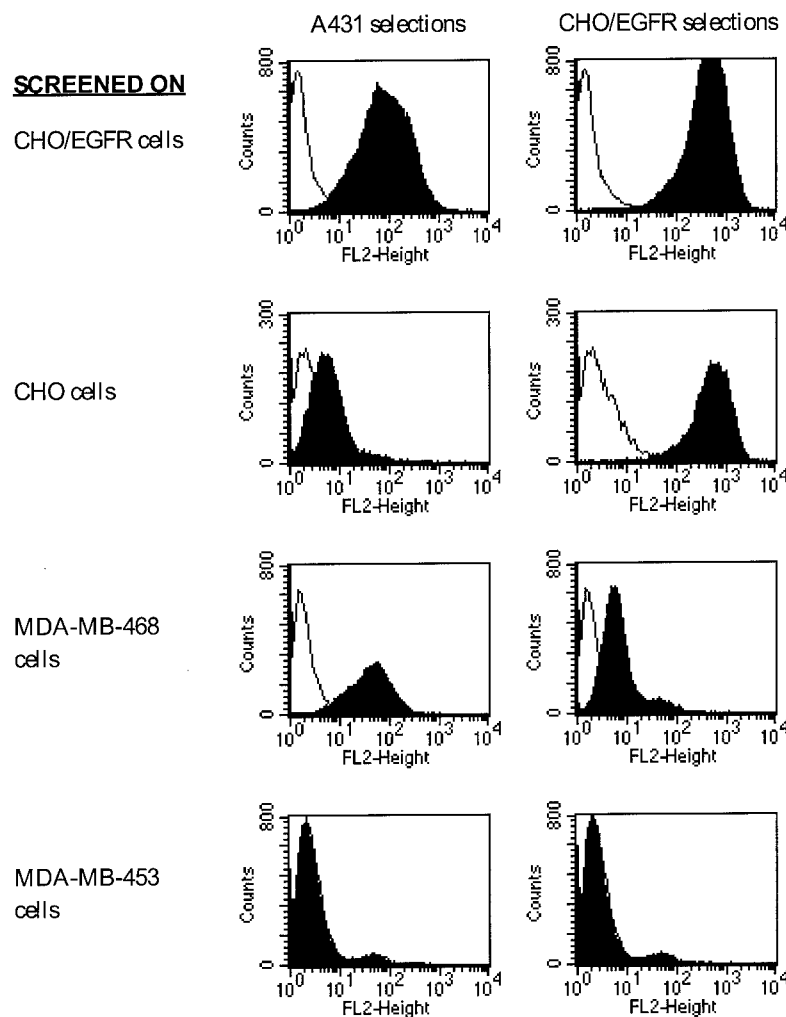 A431 selections CHO/EGFR selections
SCREENED ON
CHO/EGFR cells
800 Counts 0
10^0 10^1 10^2 10^3 10^4
FL2-Height
800 Counts 0
10^0 10^1 10^2 10^3 10^4
FL2-Height
CHO cells
300 Counts 0
10^0 10^1 10^2 10^3 10^4
FL2-Height
300 Counts 0
10^0 10^1 10^2 10^3 10^4
FL2-Height
MDA-MB-468
cells
800 Counts 0
10^0 10^1 10^2 10^3 10^4
FL2-Height
800 Counts 0
10^0 10^1 10^2 10^3 10^4
FL2-Height
MDA-MB-453
cells
800 Counts 0
10^0 10^1 10^2 10^3 10^4
FL2-Height
800 Counts 0
10^0 10^1 10^2 10^3 10^4
FL2-Height